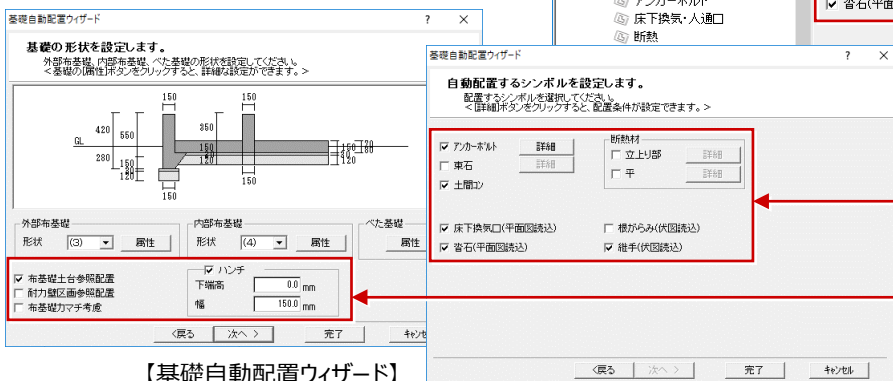 アンカーボルト
床下換気・人通口
断熱
沓石(平面
基礎自動配置ウィザード
? ×
基礎の形状を設定します。
外部布基礎、内部布基礎、べた基礎の形状を設定してください。
<基礎の[属性]ボタンをクリックすると、詳細な設定ができます。>
150 150
420 550 350
GL
150
280 150
120
150
150
外部布基礎
形状 (3) 属性
内部布基礎
形状 (4) 属性
べた基礎
属性
布基礎土台参照配置
耐力壁区画参照配置
布基礎カマチ考慮
ハンチ
下端高 0.0 mm
幅 150.0 mm
<戻る 次へ > 完了 キャンセ
【基礎自動配置ウィザード】
基礎自動配置ウィザード
? ×
自動配置するシンボルを設定します。
配置するシンボルを選択してください。
<[詳細]ボタンをクリックすると、配置条件が設定できます。>
アンカーボルト 詳細
束石 詳細
土間コン
断熱材
立上り部 詳細
平 詳細
床下換気口(平面図読込) 根がらみ(伏図読込)
沓石(平面図読込) 継手(伏図読込)
<戻る 次へ > 完了 キャンセル